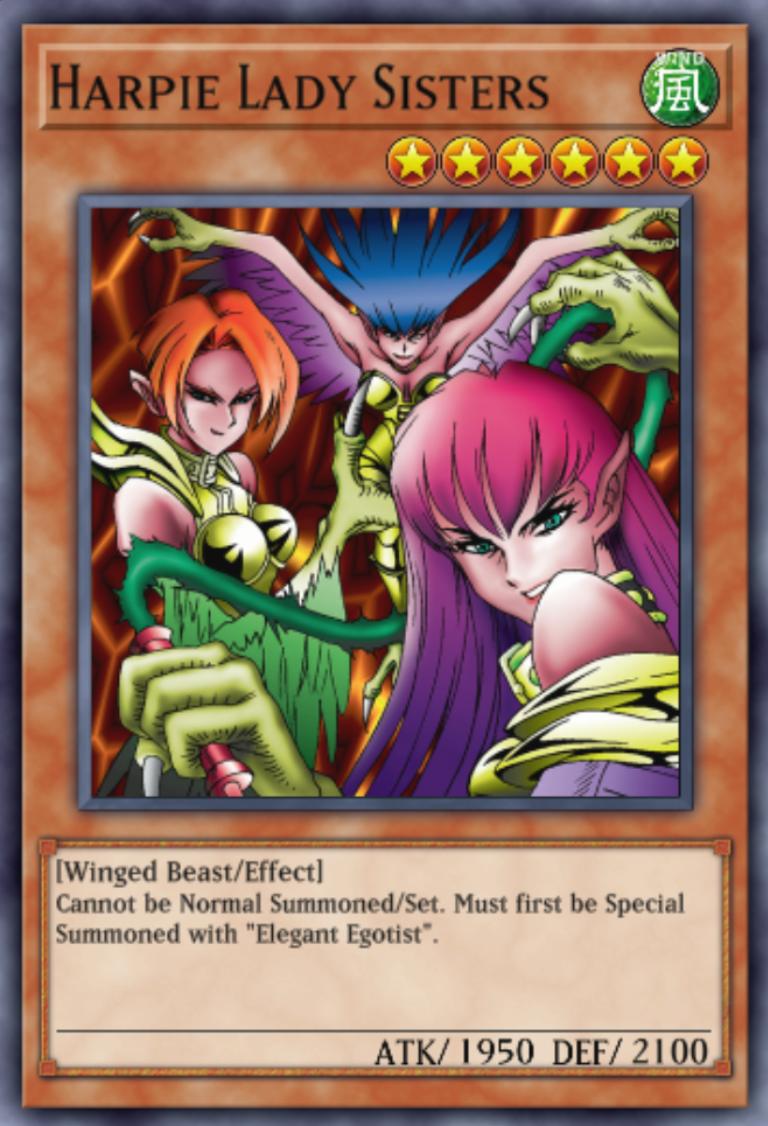 HARPIE LADY SISTERS
WIND
風
[Winged Beast/Effect]
Cannot be Normal Summoned/Set. Must first be Special
Summoned with "Elegant Egotist".
ATK/ 1950 DEF/ 2100